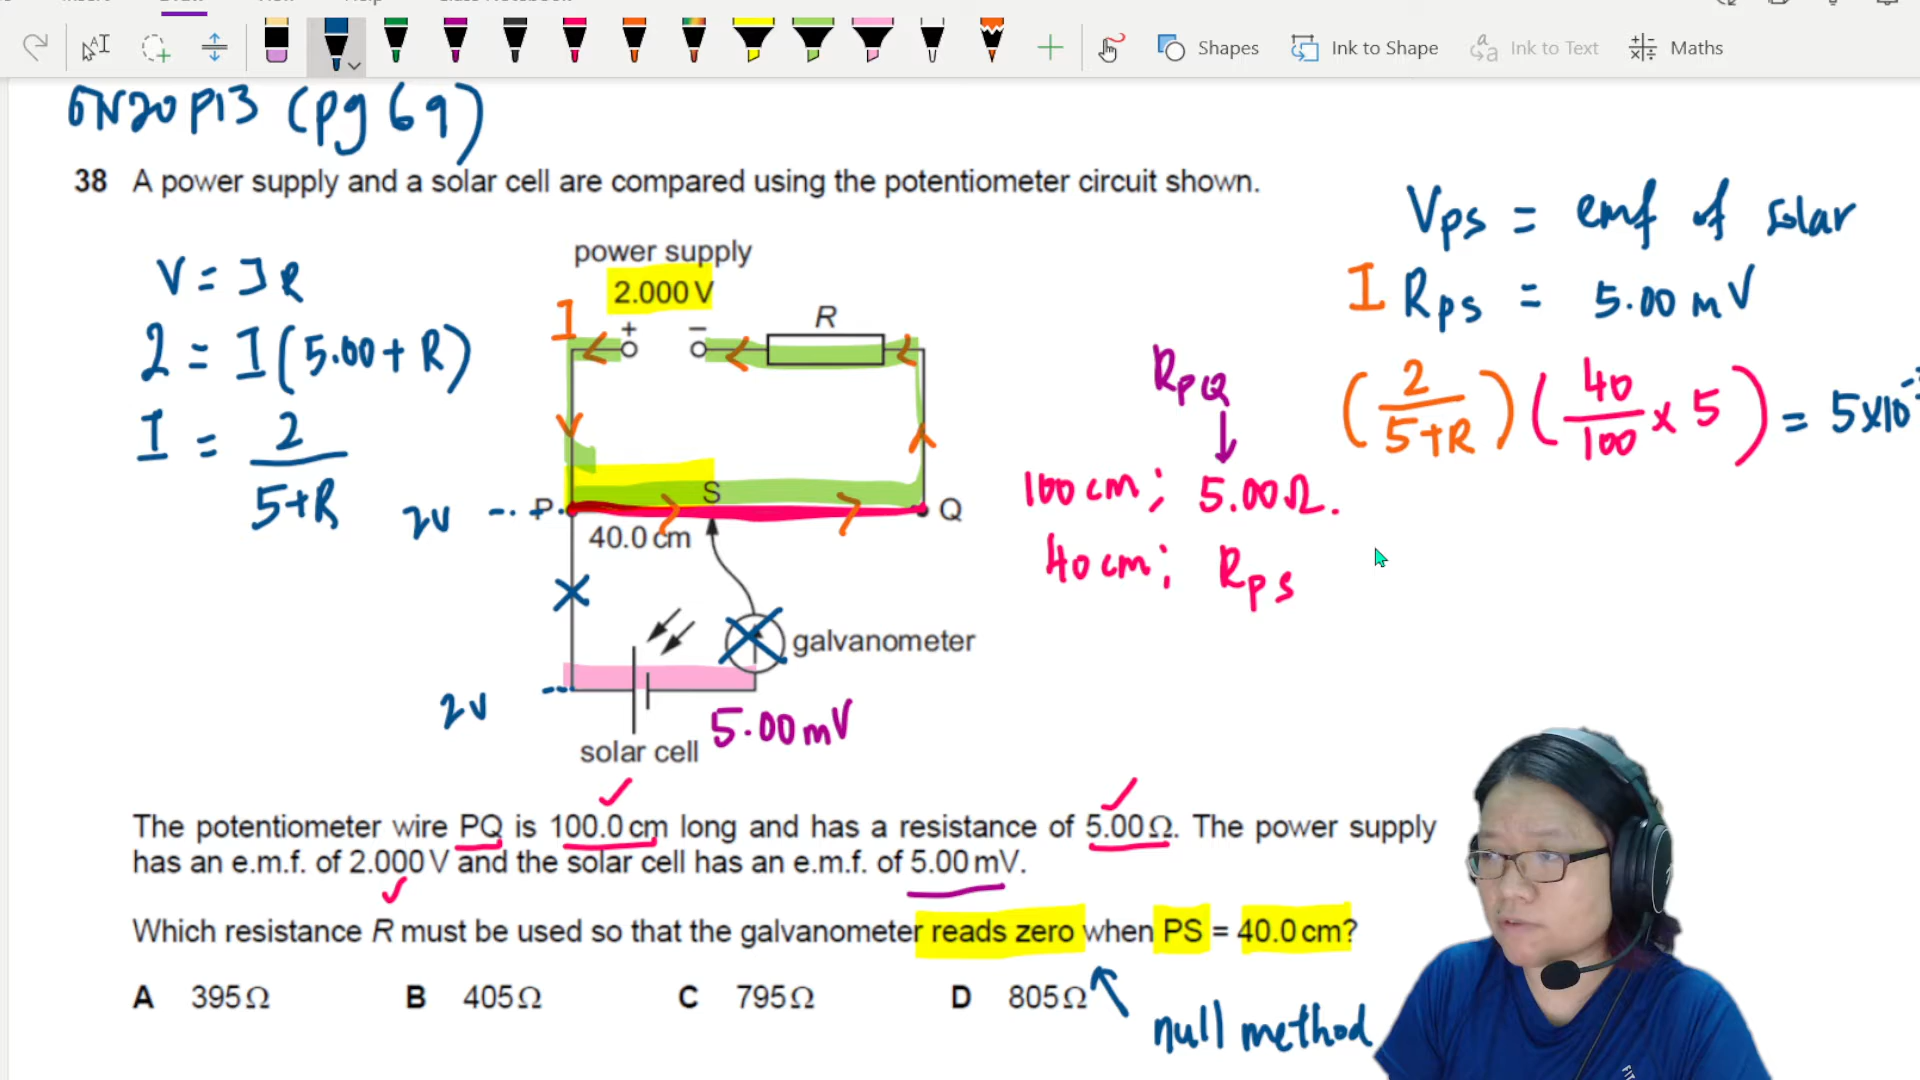 Shapes Ink to Shape Ink to Text Maths
ON20 P13 (pg 69)
38 A power supply and a solar cell are compared using the potentiometer circuit shown.
V = IR
2 = I(5.00 + R)
I = 2 / 5+R
power supply
2.000 V
I
+ −
R
P S Q
2V
40.0 cm
galvanometer
2V
5.00 mV
solar cell
VPS = emf of solar
I RPS = 5.00 mV
(2 / 5+R) (40 / 100 × 5) = 5×10⁻
RPQ
100 cm ; 5.00 Ω.
40 cm ; RPS
The potentiometer wire PQ is 100.0 cm long and has a resistance of 5.00 Ω. The power supply
has an e.m.f. of 2.000 V and the solar cell has an e.m.f. of 5.00 mV.
Which resistance R must be used so that the galvanometer reads zero when PS = 40.0 cm?
A 395 Ω B 405 Ω C 795 Ω D 805 Ω
null method